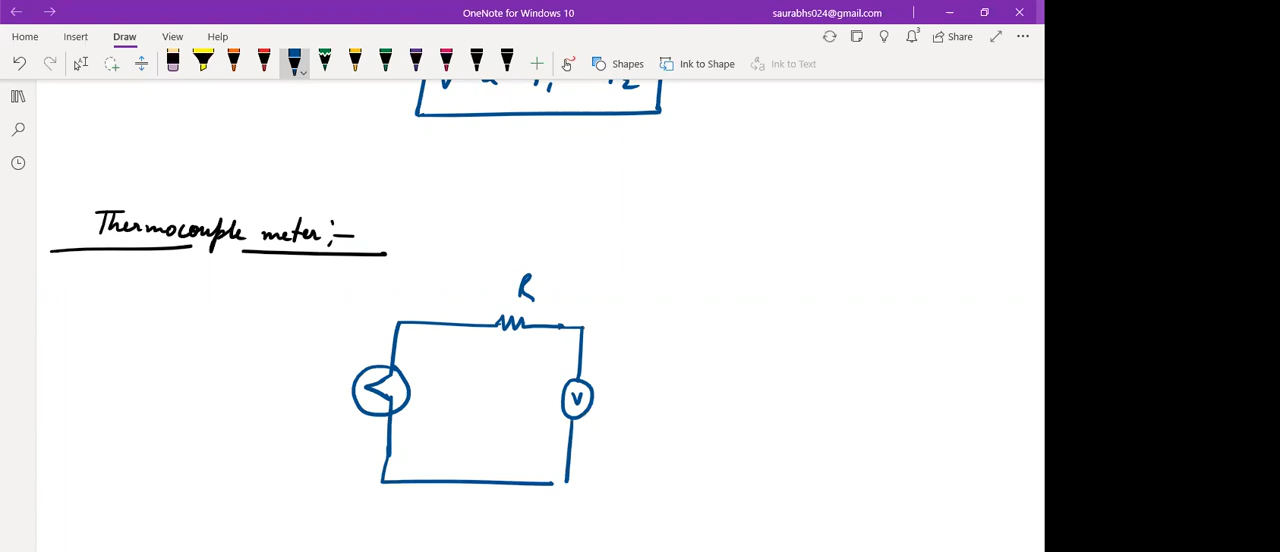 OneNote for Windows 10
saurabhs024@gmail.com
Home Insert Draw View Help
Share
Shapes
Ink to Shape
Ink to Text
Thermocouple meter :-
R
V